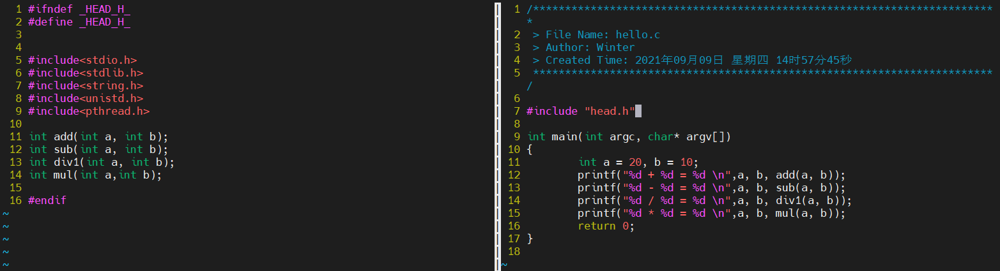 1 #ifndef _HEAD_H_
2 #define _HEAD_H_
3
4
5 #include<stdio.h>
6 #include<stdlib.h>
7 #include<string.h>
8 #include<unistd.h>
9 #include<pthread.h>
10
11 int add(int a, int b);
12 int sub(int a, int b);
13 int div1(int a, int b);
14 int mul(int a,int b);
15
16 #endif
~
~
~
~
~
1 /************************************************************************
*
2  > File Name: hello.c
3  > Author: Winter
4  > Created Time: 2021年09月09日 星期四 14时57分45秒
5  ************************************************************************
/
6
7 #include "head.h"
8
9 int main(int argc, char* argv[])
10 {
11         int a = 20, b = 10;
12         printf("%d + %d = %d \n",a, b, add(a, b));
13         printf("%d - %d = %d \n",a, b, sub(a, b));
14         printf("%d / %d = %d \n",a, b, div1(a, b));
15         printf("%d * %d = %d \n",a, b, mul(a, b));
16         return 0;
17 }
18
~